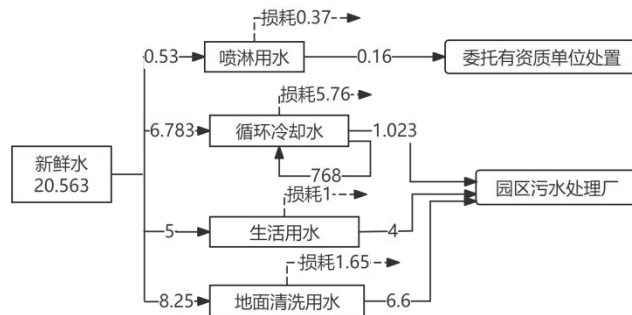 损耗0.37
0.53
喷淋用水
0.16
委托有资质单位处置
损耗5.76
6.783
循环冷却水
1.023
768
新鲜水
20.563
园区污水处理厂
损耗1
5
生活用水
4
损耗1.65
8.25
地面清洗用水
6.6